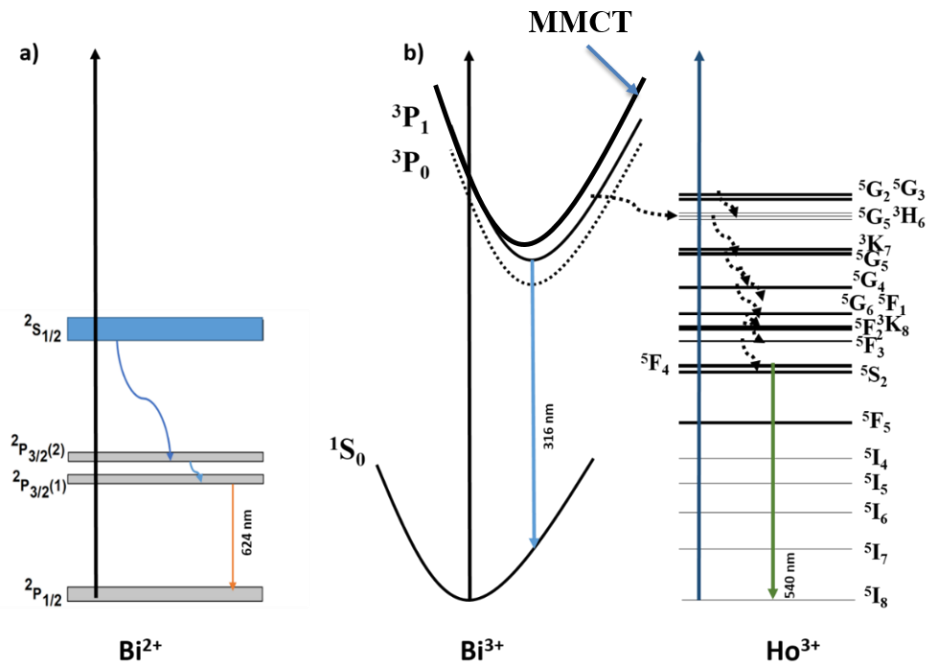 MMCT
a)
b)
³P₁
³P₀
⁵G₂ ⁵G₃
⁵G₅ ³H₆
³K₇
⁵G₅
⁵G₄
⁵G₆ ⁵F₁
⁵F₂ ³K₈
⁵F₃
⁵F₄
⁵S₂
⁵F₅
⁵I₄
⁵I₅
⁵I₆
⁵I₇
⁵I₈
²S₁/₂
²P₃/₂(2)
²P₃/₂(1)
²P₁/₂
¹S₀
624 nm
316 nm
540 nm
Bi²⁺
Bi³⁺
Ho³⁺